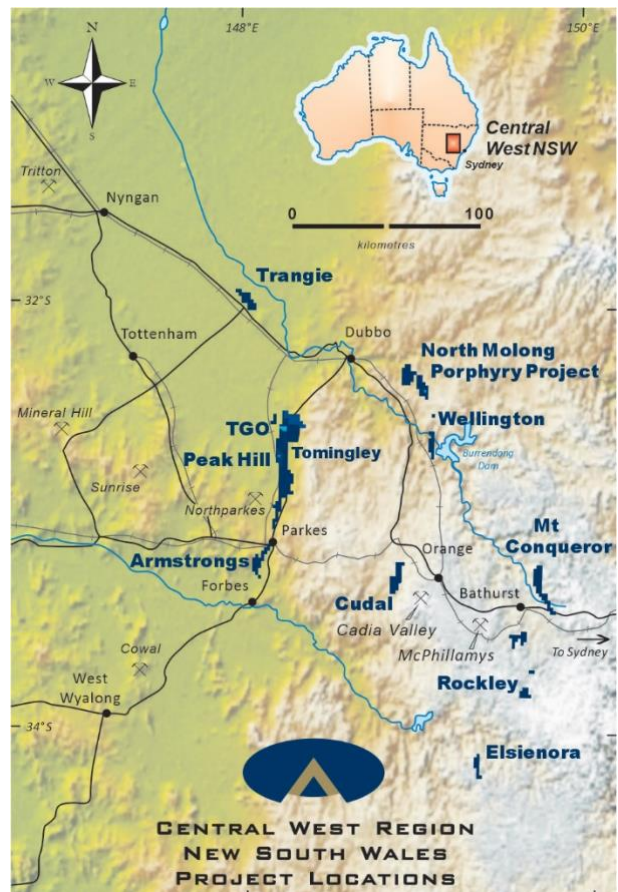 148°E
150°E
N
W
E
S
Central
West NSW
Sydney
Tritton
Nyngan
0
100
kilometres
Trangie
32°S
Dubbo
Tottenham
North Molong
Porphyry Project
Mineral Hill
TGO
Wellington
Peak Hill
Tomingley
Burrendong
Dam
Sunrise
Northparkes
Parkes
Mt
Conqueror
Armstrongs
Orange
Forbes
Cudal
Bathurst
Cadia Valley
McPhillamys
To Sydney
Cowal
West
Wyalong
Rockley
34°S
Elsienora
CENTRAL WEST REGION
NEW SOUTH WALES
PROJECT LOCATIONS